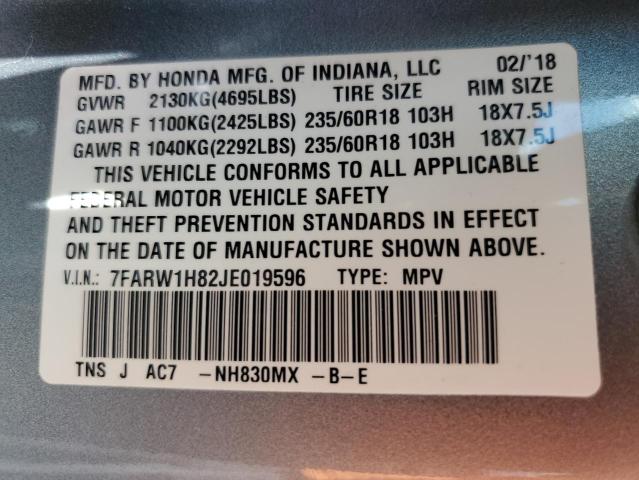 MFD. BY HONDA MFG. OF INDIANA, LLC 02/'18
GVWR 2130KG(4695LBS) TIRE SIZE RIM SIZE
GAWR F 1100KG(2425LBS) 235/60R18 103H 18X7.5J
GAWR R 1040KG(2292LBS) 235/60R18 103H 18X7.5J
THIS VEHICLE CONFORMS TO ALL APPLICABLE
FEDERAL MOTOR VEHICLE SAFETY
AND THEFT PREVENTION STANDARDS IN EFFECT
ON THE DATE OF MANUFACTURE SHOWN ABOVE.
V.I.N.: 7FARW1H82JE019596 TYPE: MPV
TNS J AC7 -NH830MX -B-E